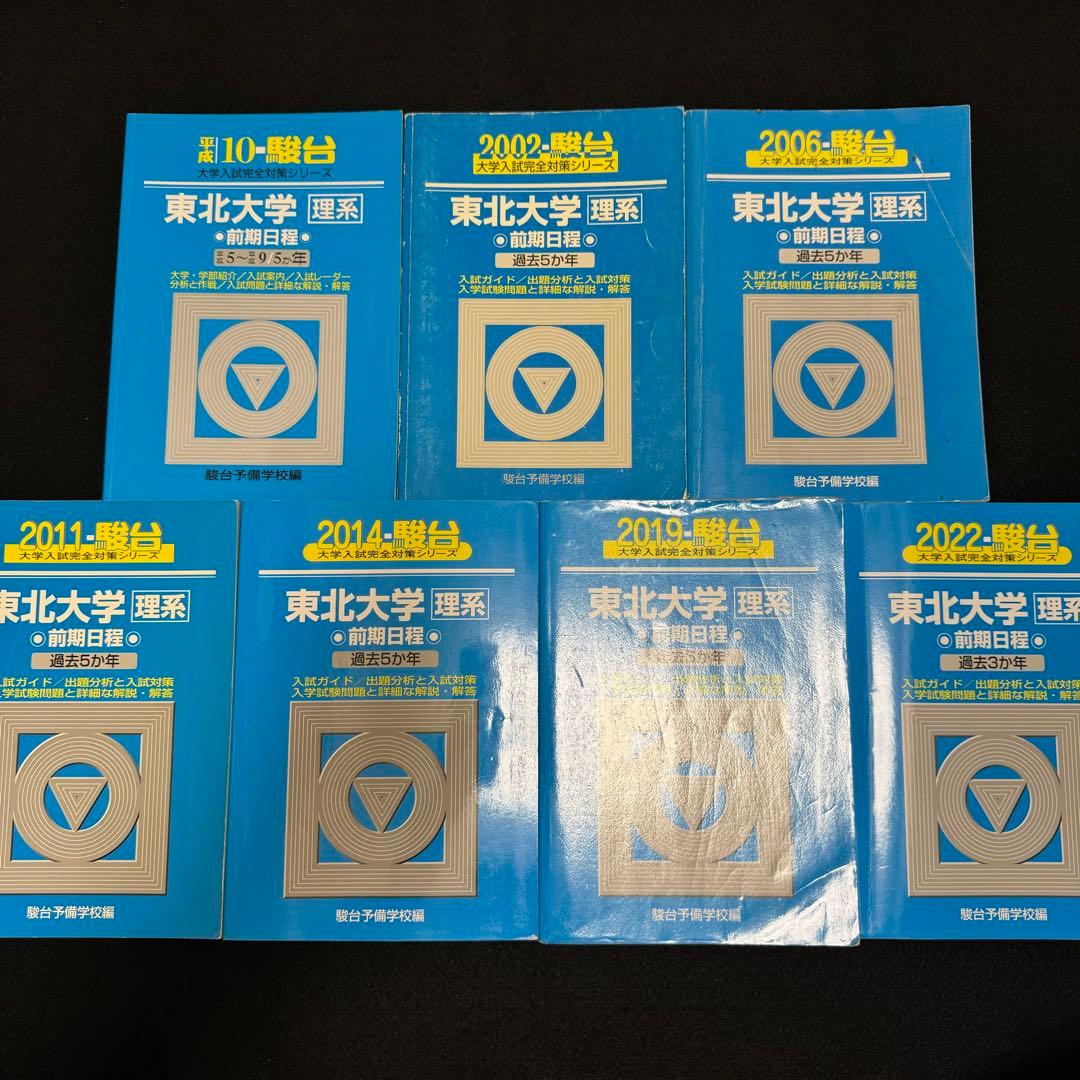 平成10-駿台
大学入試完全対策シリーズ
東北大学 理系
●前期日程●
平成5〜平成9/5か年
大学・学部紹介/入試案内/入試レーダー
分析と作戦/入試問題と詳細な解説・解答
駿台予備学校編
2002-駿台
大学入試完全対策シリーズ
東北大学 理系
●前期日程●
過去5か年
入試ガイド/出題分析と入試対策
入学試験問題と詳細な解説・解答
駿台予備学校編
2006-駿台
大学入試完全対策シリーズ
東北大学 理系
●前期日程●
過去5か年
入試ガイド/出題分析と入試対策
入学試験問題と詳細な解説・解答
駿台予備学校編
2011-駿台
大学入試完全対策シリーズ
東北大学 理系
●前期日程●
過去5か年
試ガイド/出題分析と入試対策
入学試験問題と詳細な解説・解答
駿台予備学校編
2014-駿台
大学入試完全対策シリーズ
東北大学 理系
●前期日程●
過去5か年
入試ガイド/出題分析と入試対策
入学試験問題と詳細な解説・解答
駿台予備学校編
2019-駿台
大学入試完全対策シリーズ
東北大学 理系
●前期日程●
過去5か年
分析と入試対策
解答
駿台予備学校編
2022-駿台
大学入試完全対策シリーズ
東北大学 理系
●前期日程●
過去3か年
入試ガイド/出題分析と入試対策
入学試験問題と詳細な解説・解答
駿台予備学校編